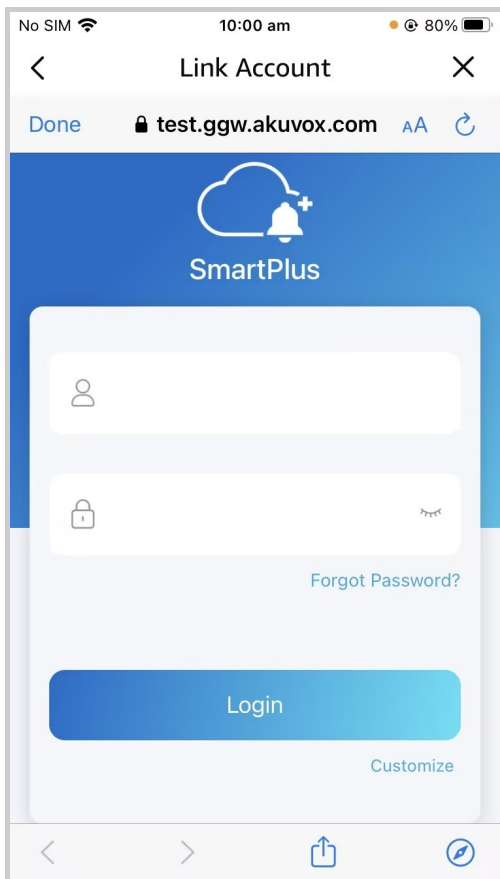 No SIM 10:00 am 80%
Link Account
Done test.ggw.akuvox.com AA
SmartPlus
Forgot Password?
Login
Customize